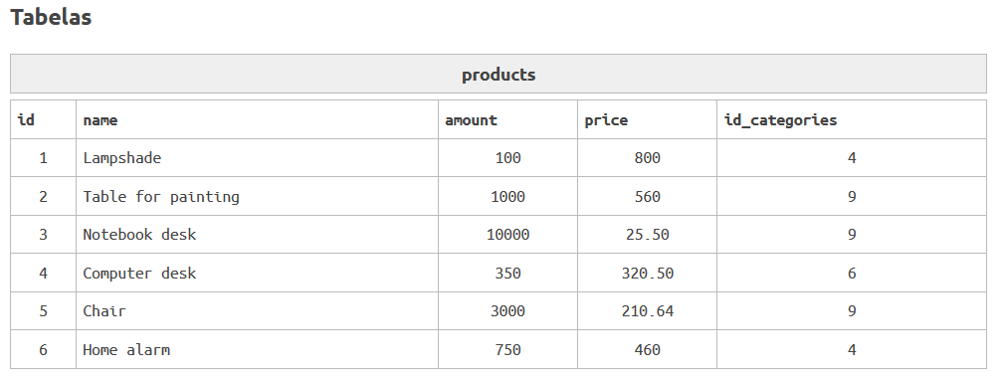 Tabelas
products
id name amount price id_categories
1 Lampshade 100 800 4
2 Table for painting 1000 560 9
3 Notebook desk 10000 25.50 9
4 Computer desk 350 320.50 6
5 Chair 3000 210.64 9
6 Home alarm 750 460 4